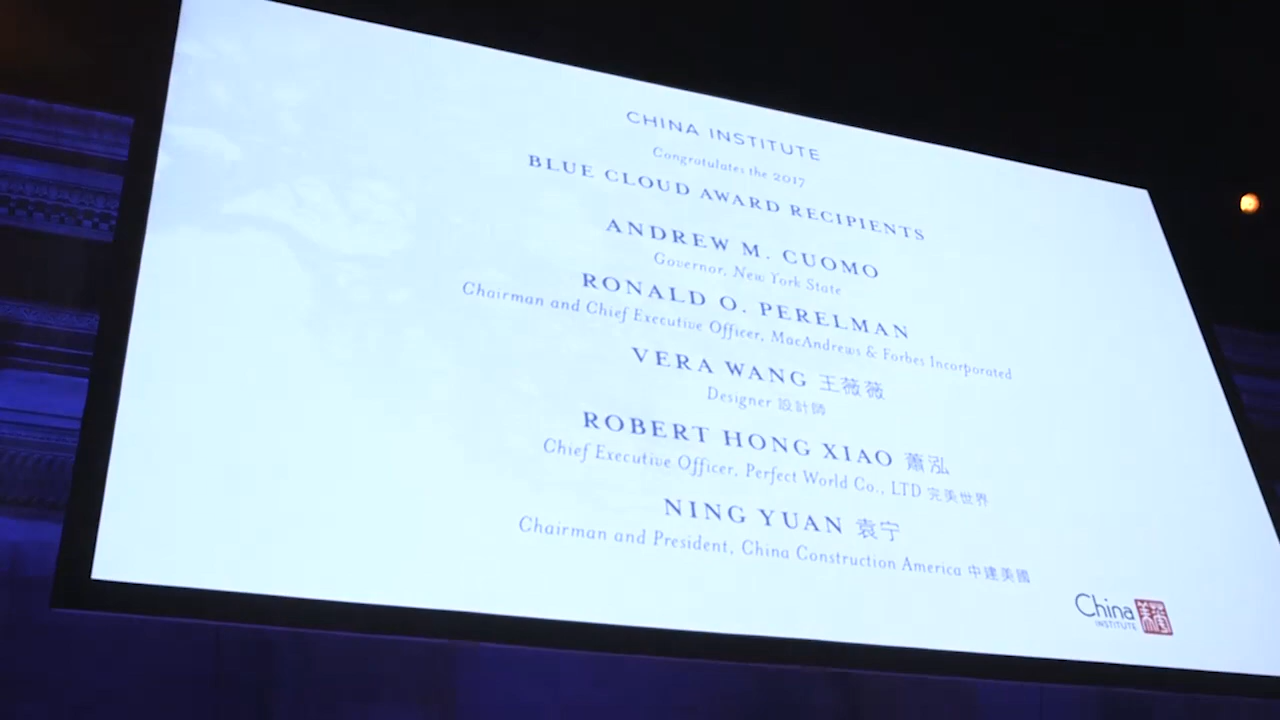 CHINA INSTITUTE
Congratulates the 2017
BLUE CLOUD AWARD RECIPIENTS
ANDREW M. CUOMO
Governor, New York State
RONALD O. PERELMAN
Chairman and Chief Executive Officer, MacAndrews & Forbes Incorporated
VERA WANG 王薇薇
Designer 設計師
ROBERT HONG XIAO 蕭泓
Chief Executive Officer, Perfect World Co., LTD 完美世界
NING YUAN 袁宁
Chairman and President, China Construction America 中建美國
China
INSTITUTE